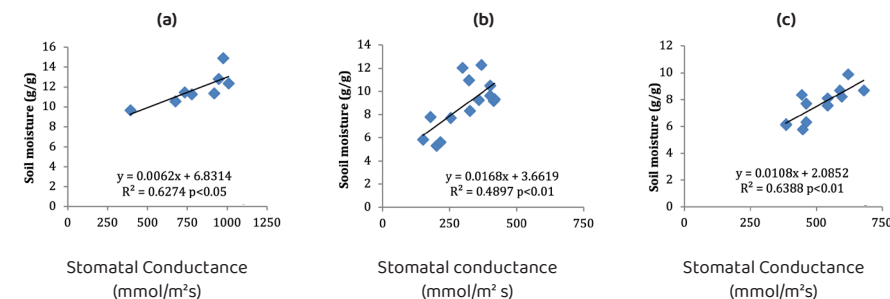 (a)
Soil moisture (g/g)
16
14
12
10
8
6
4
2
0
y = 0.0062x + 6.8314
R² = 0.6274 p<0.05
0 250 500 750 1000 1250
Stomatal Conductance
(mmol/m²s)
(b)
Sooil moisture (g/g)
14
12
10
8
6
4
2
0
y = 0.0168x + 3.6619
R² = 0.4897 p<0.01
0 250 500 750
Stomatal conductance
(mmol/m² s)
(c)
Soil moisture (g/g)
12
10
8
6
4
2
0
y = 0.0108x + 2.0852
R² = 0.6388 p<0.01
0 250 500 750
Stomatal Conductance
(mmol/m²s)